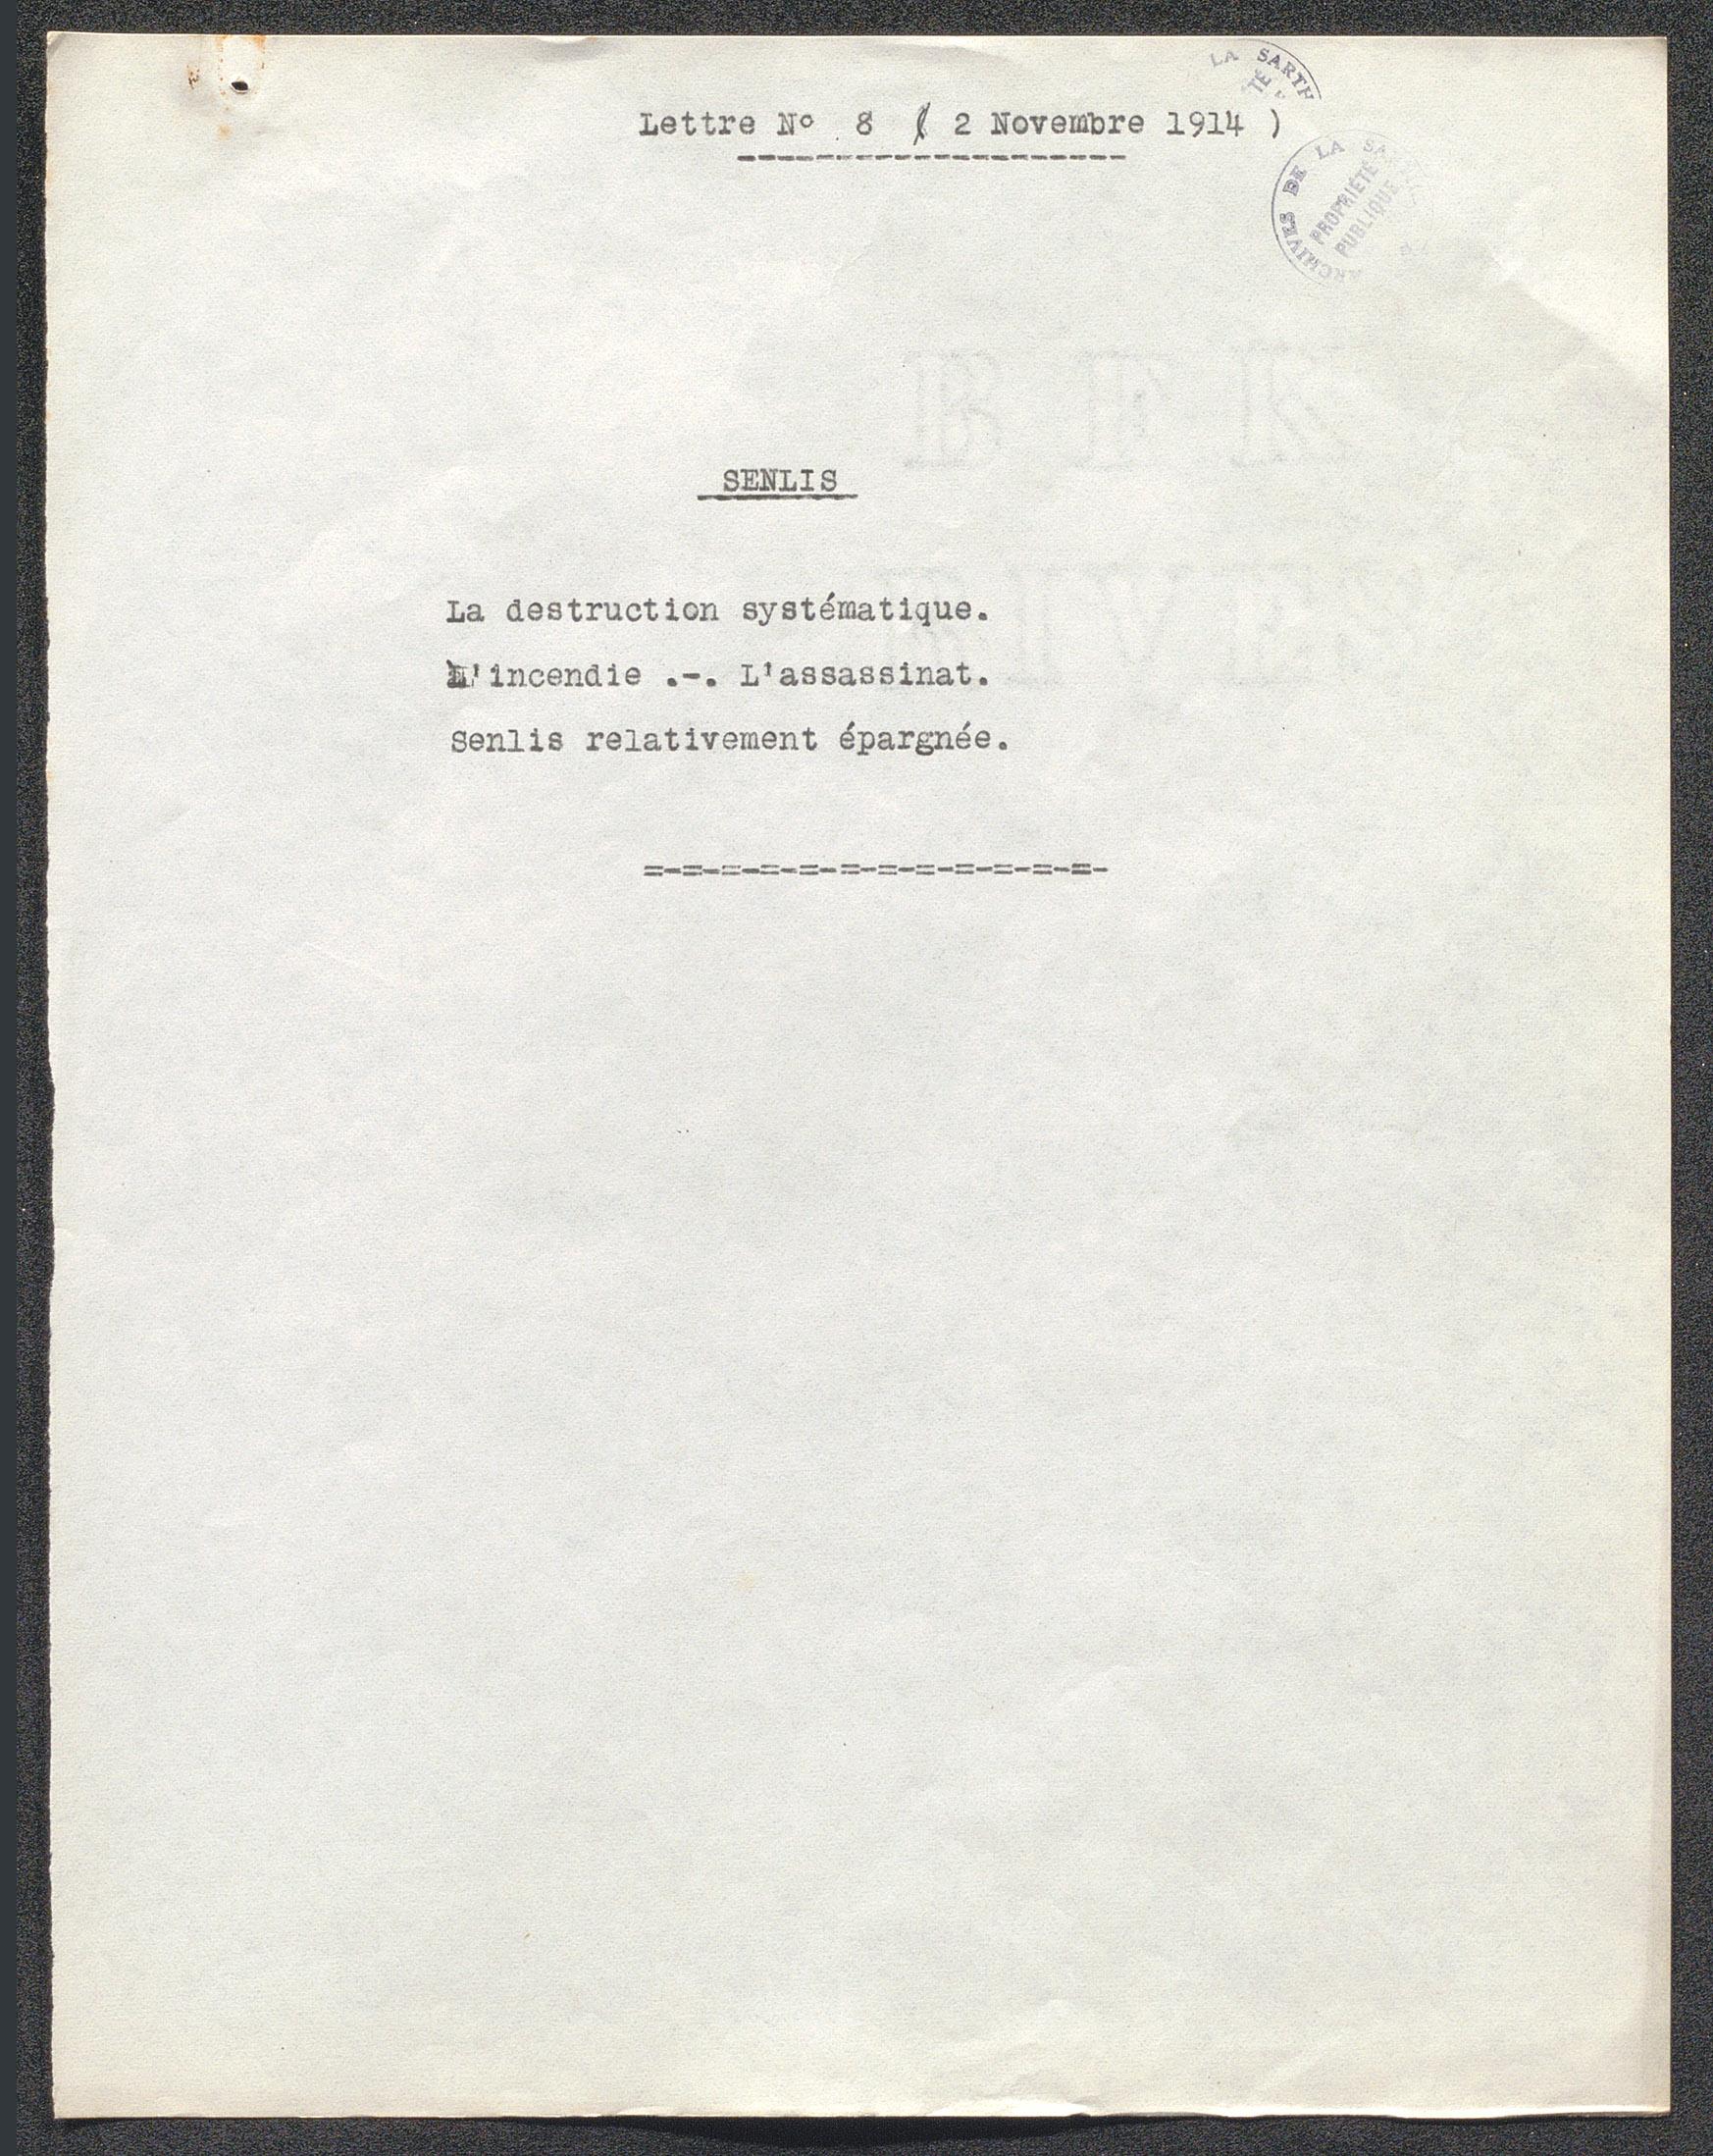 LA SARTHE
Lettre N° 8 ( 2 Novembre 1914 )
--------------------
ARCHIVES DE LA
PROPRIÉTÉ
PUBLIQUE
SENLIS
La destruction systématique.
L'incendie .-. L'assassinat.
Senlis relativement épargnée.
=-=-=-=-=-=-=-=-=-=-=-=-